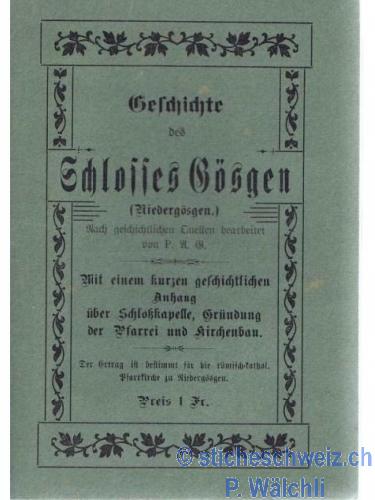 Geschichte
des
Schlosses Gösgen
(Niedergösgen.)
Nach geschichtlichen Quellen bearbeitet
von P. A. G.
Mit einem kurzen geschichtlichen
Anhang
über Schloßkapelle, Gründung
der Pfarrei und Kirchenbau.
Der Ertrag ist bestimmt für die römisch-kathol.
Pfarrkirche zu Niedergösgen.
Preis 1 Fr.
© sticheschweiz.ch
P. Wälchli